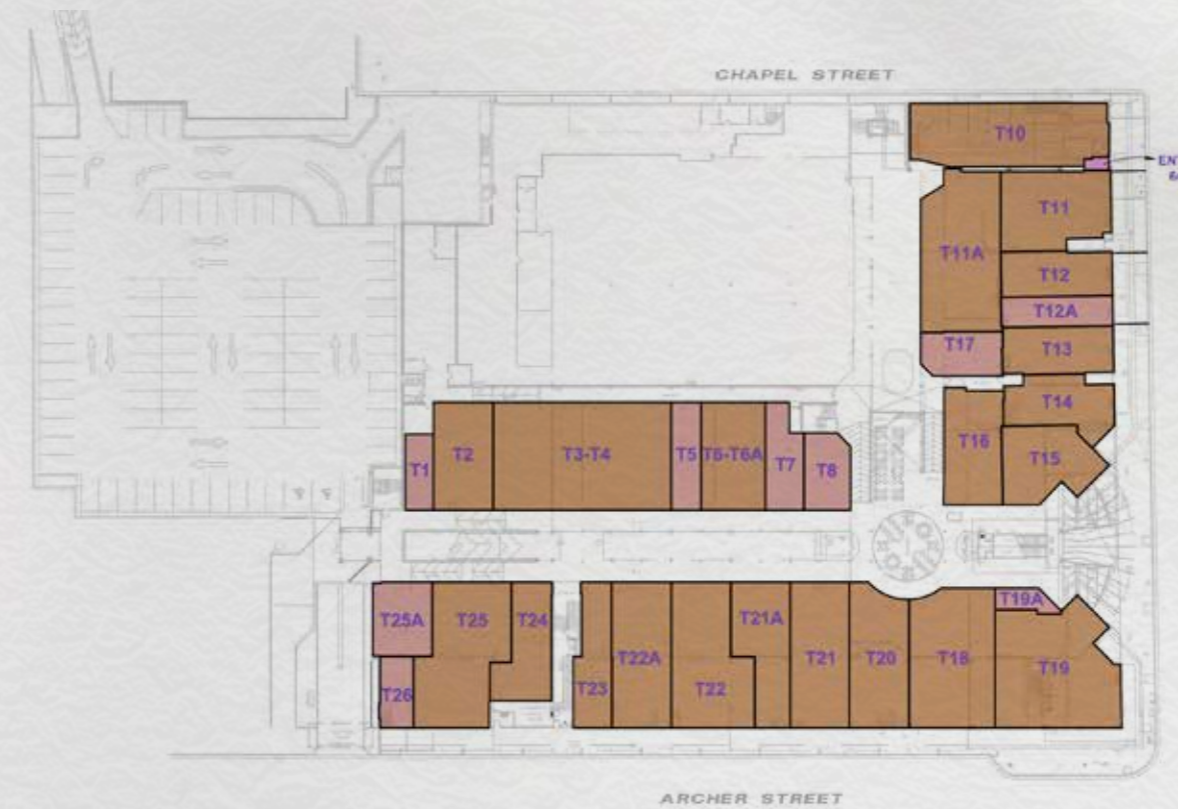 CHAPEL STREET
T10
T11
T11A
T12
T12A
T17
T13
T14
T16
T15
T1
T2
T3-T4
T5
T6-T6A
T7
T8
T25A
T25
T24
T26
T23
T22A
T22
T21A
T21
T20
T18
T19A
T19
ARCHER STREET